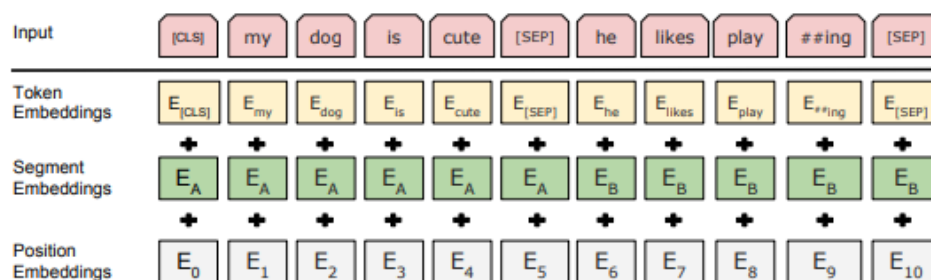 Input [CLS] my dog is cute [SEP] he likes play ##ing [SEP]
Token Embeddings E[CLS] Emy Edog Eis Ecute E[SEP] Ehe Elikes Eplay E##ing E[SEP]
+ + + + + + + + + + +
Segment Embeddings EA EA EA EA EA EA EB EB EB EB EB
+ + + + + + + + + + +
Position Embeddings E0 E1 E2 E3 E4 E5 E6 E7 E8 E9 E10